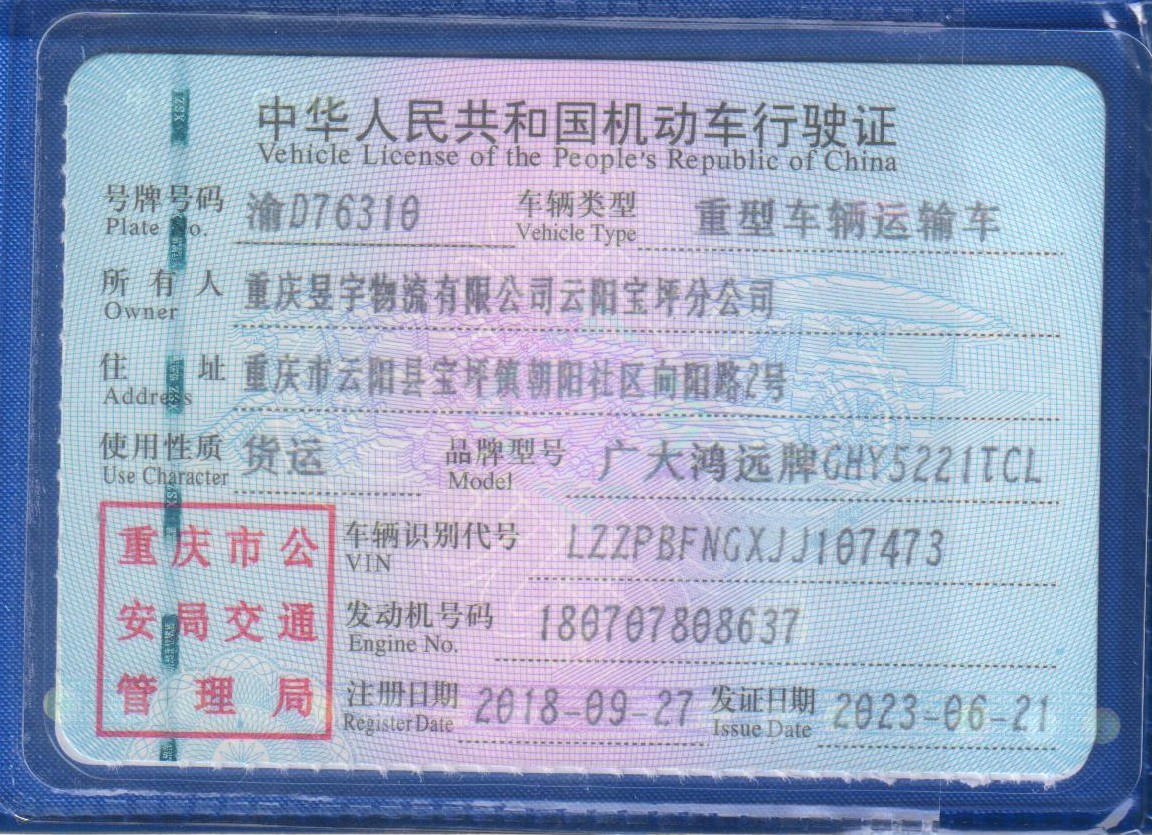 中华人民共和国机动车行驶证
Vehicle License of the People's Republic of China
号牌号码 渝D76310 车辆类型 重型车辆运输车
Plate No. Vehicle Type
所有人 重庆昱宇物流有限公司云阳宝坪分公司
Owner
住址 重庆市云阳县宝坪镇朝阳社区向阳路2号
Address
使用性质 货运 品牌型号 广大鸿远牌GHY5221TCL
Use Character Model
车辆识别代号 LZZPBFNGXJJ107473
VIN
发动机号码 180707808637
Engine No.
注册日期 2018-09-27 发证日期 2023-06-21
Register Date Issue Date
重庆市公
安局交通
管理局